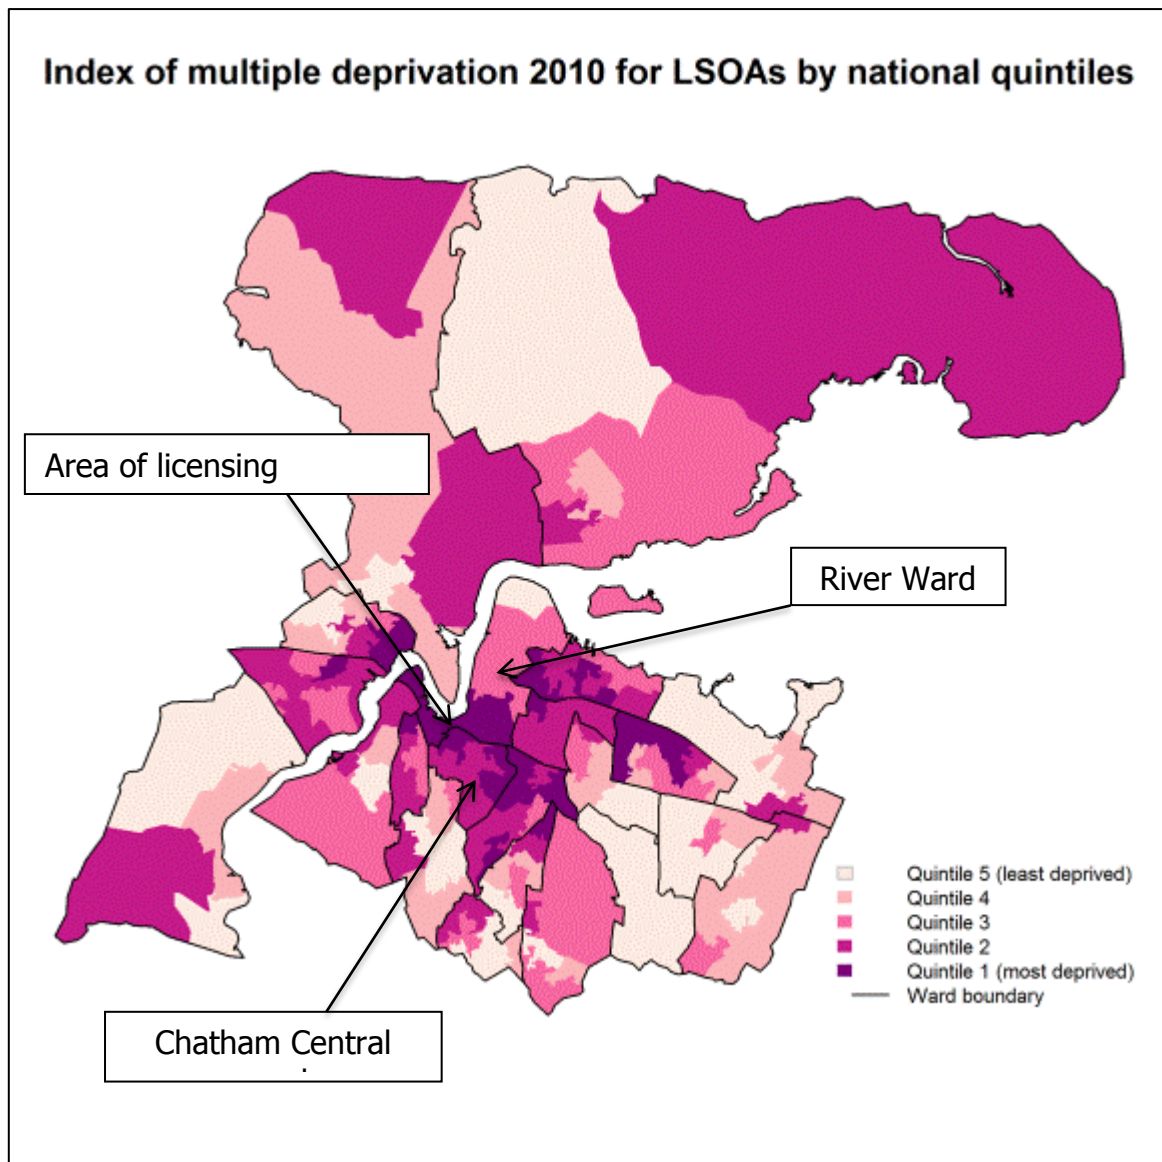 Index of multiple deprivation 2010 for LSOAs by national quintiles
Area of licensing
River Ward
Quintile 5 (least deprived)
Quintile 4
Quintile 3
Quintile 2
Quintile 1 (most deprived)
Ward boundary
Chatham Central
.